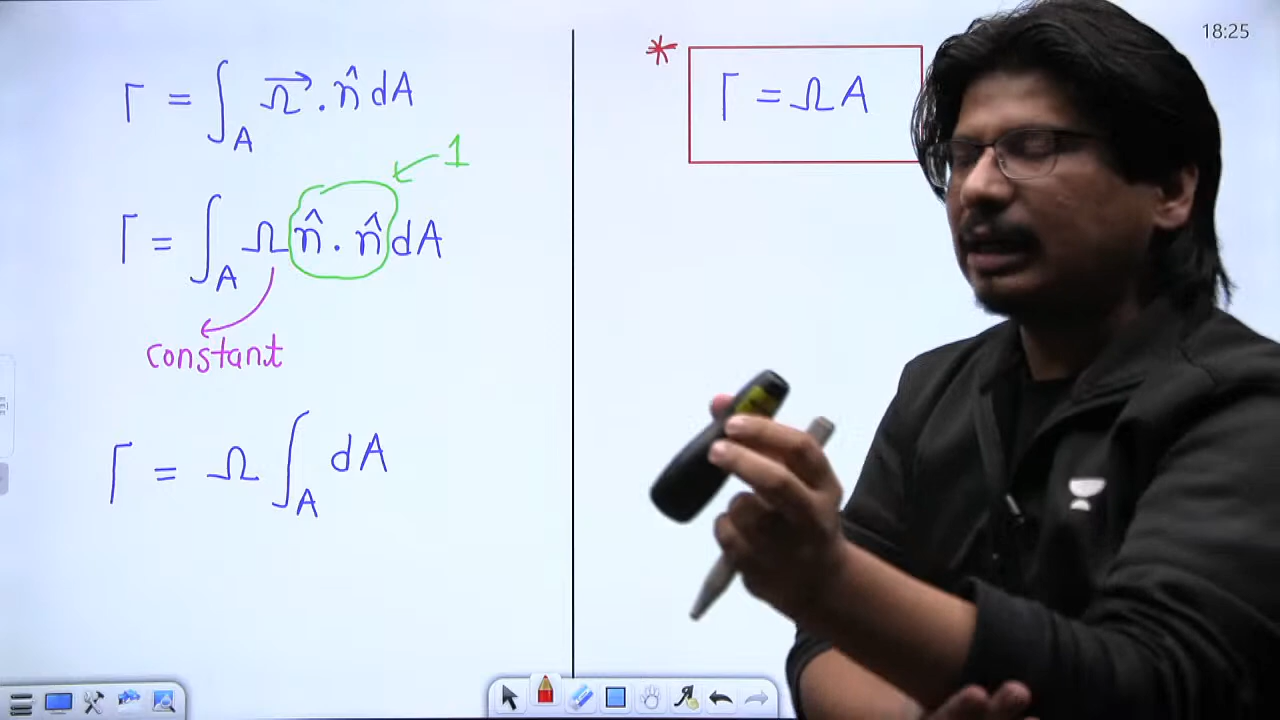 Γ = ∫_A Ω⃗ . n̂ dA
1
Γ = ∫_A Ω n̂ . n̂ dA
constant
Γ = Ω ∫_A dA
18:25
* Γ = ΩA